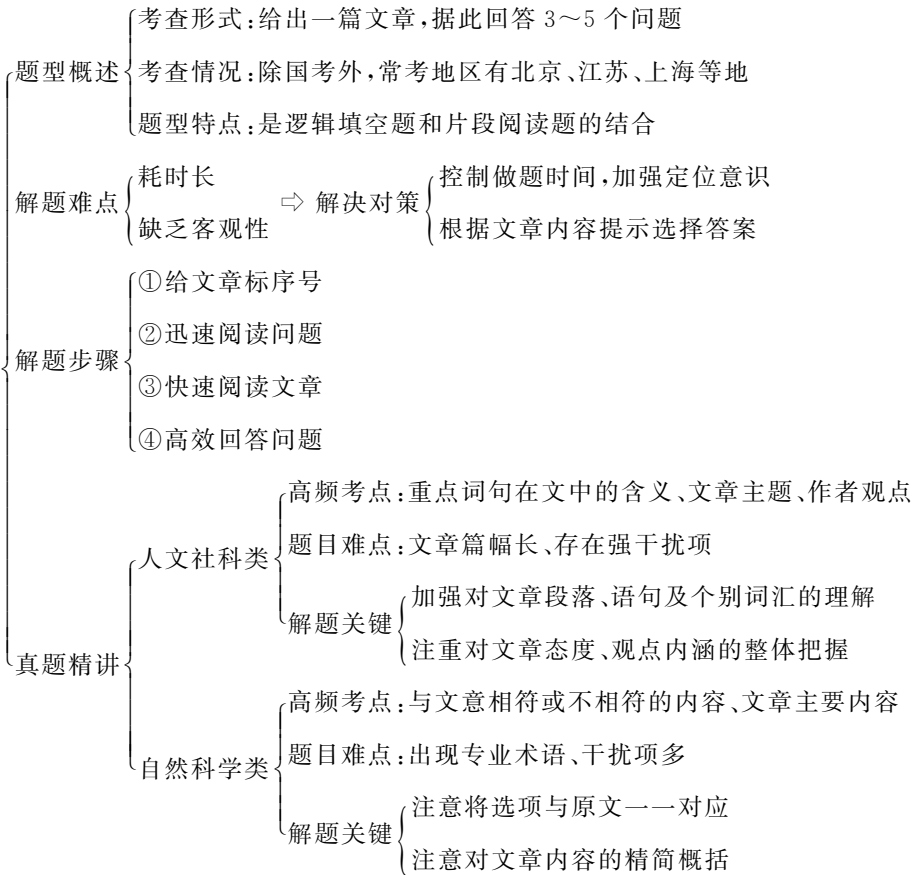 题型概述
考查形式:给出一篇文章,据此回答 3～5 个问题
考查情况:除国考外,常考地区有北京、江苏、上海等地
题型特点:是逻辑填空题和片段阅读题的结合
解题难点
耗时长
缺乏客观性
⇨ 解决对策
控制做题时间,加强定位意识
根据文章内容提示选择答案
解题步骤
①给文章标序号
②迅速阅读问题
③快速阅读文章
④高效回答问题
真题精讲
人文社科类
高频考点:重点词句在文中的含义、文章主题、作者观点
题目难点:文章篇幅长、存在强干扰项
解题关键
加强对文章段落、语句及个别词汇的理解
注重对文章态度、观点内涵的整体把握
自然科学类
高频考点:与文意相符或不相符的内容、文章主要内容
题目难点:出现专业术语、干扰项多
解题关键
注意将选项与原文一一对应
注意对文章内容的精简概括